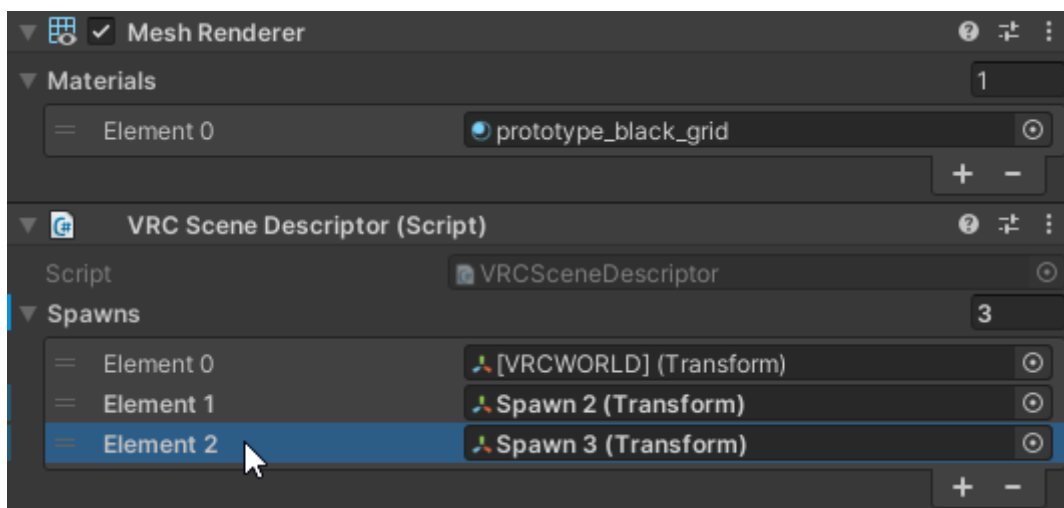 Mesh Renderer
Materials 1
Element 0 prototype_black_grid
+ −
VRC Scene Descriptor (Script)
Script VRCSceneDescriptor
Spawns 3
Element 0 [VRCWORLD] (Transform)
Element 1 Spawn 2 (Transform)
Element 2 Spawn 3 (Transform)
+ −